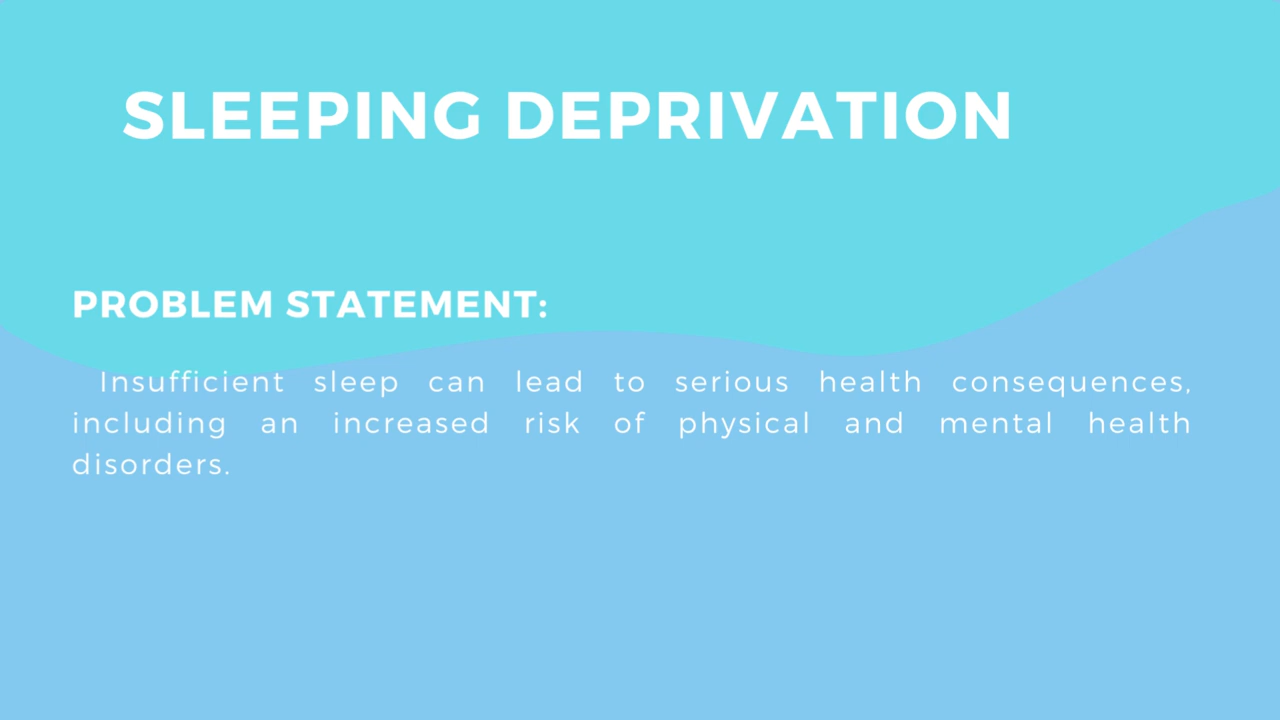 SLEEPING DEPRIVATION
PROBLEM STATEMENT:
Insufficient sleep can lead to serious health consequences,
including an increased risk of physical and mental health
disorders.